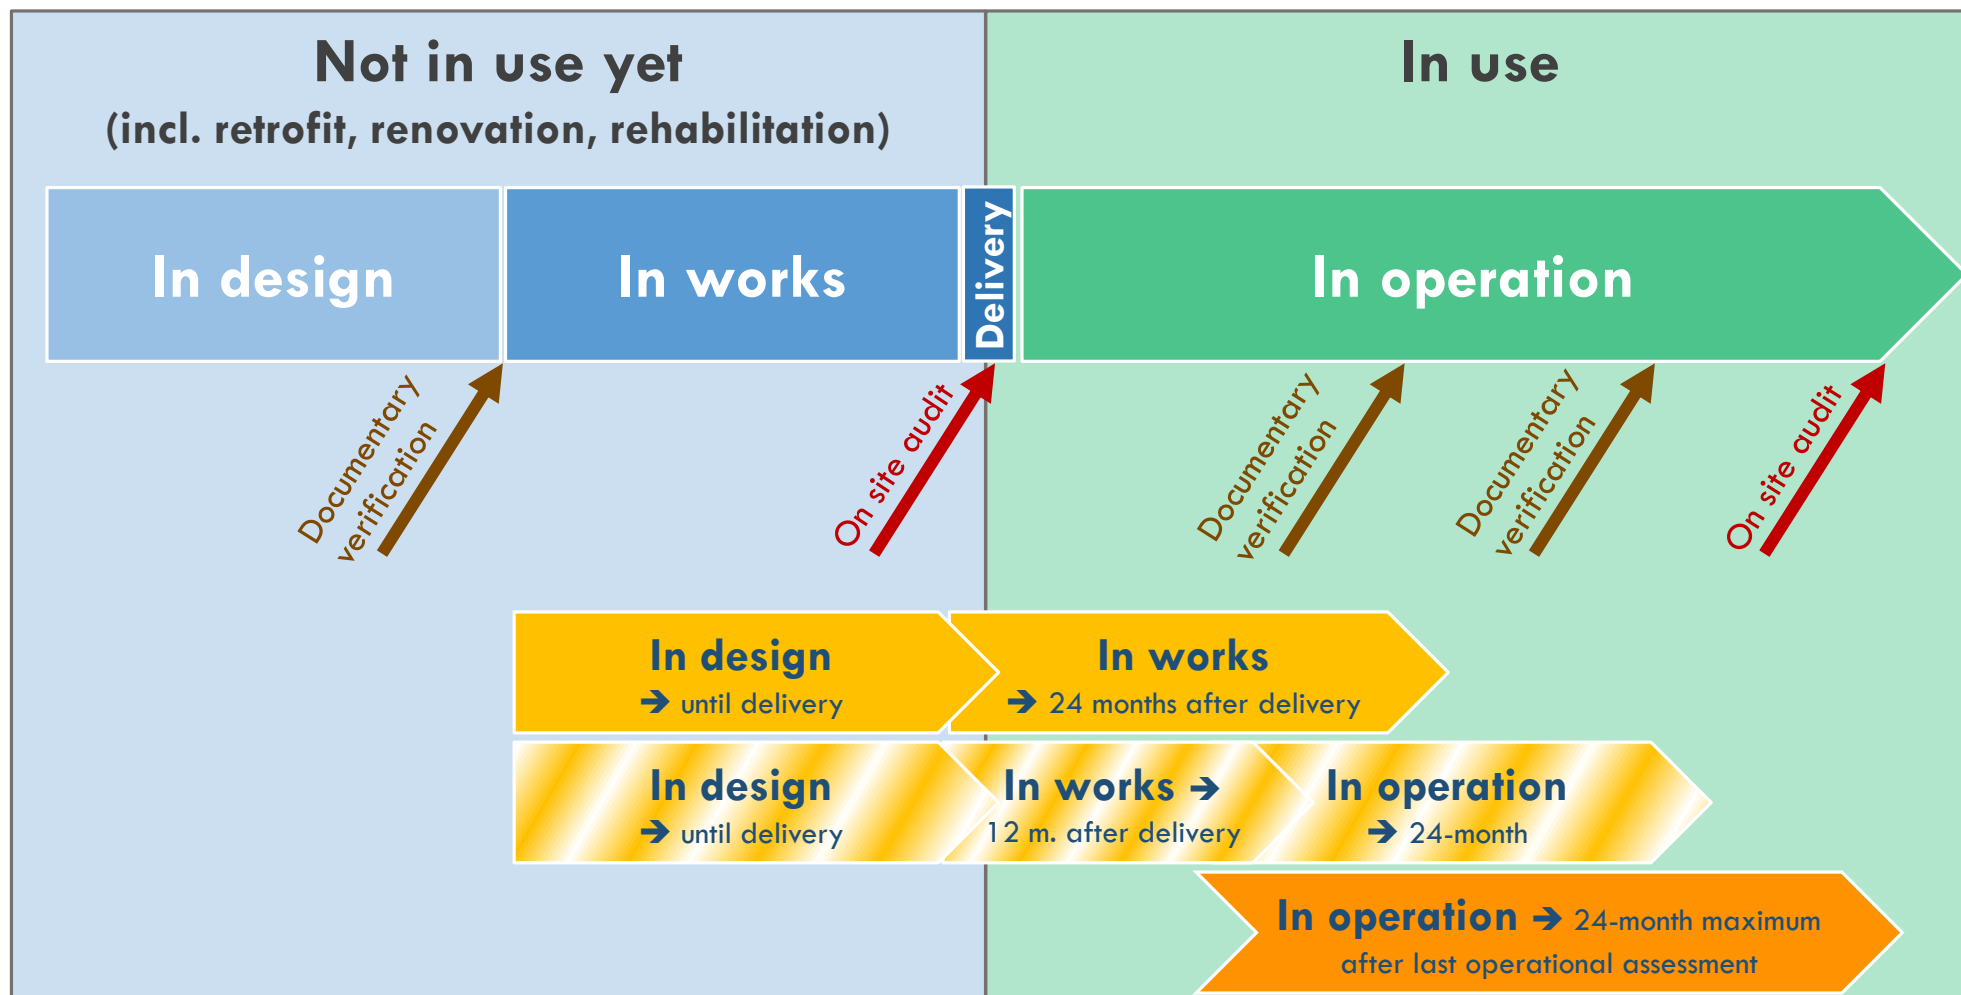 Not in use yet
(incl. retrofit, renovation, rehabilitation)
In use
In design
In works
Delivery
In operation
Documentary
verification
On site audit
Documentary
verification
Documentary
verification
On site audit
In design
➔ until delivery
In works
➔ 24 months after delivery
In design
➔ until delivery
In works ➔
12 m. after delivery
In operation
➔ 24-month
In operation ➔ 24-month maximum
after last operational assessment